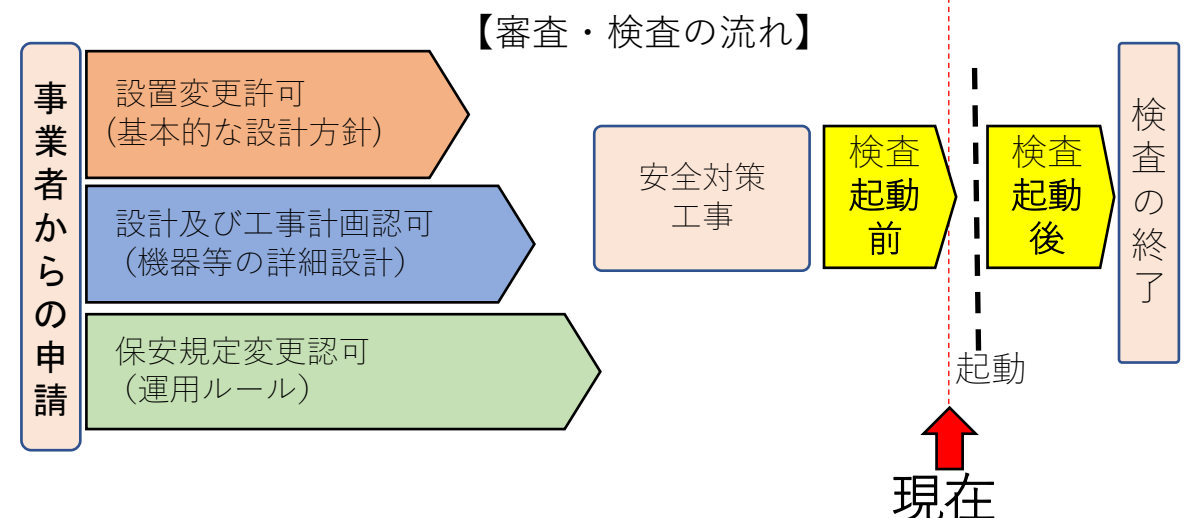 【審査・検査の流れ】
事業者からの申請
設置変更許可
(基本的な設計方針)
設計及び工事計画認可
(機器等の詳細設計)
保安規定変更認可
(運用ルール)
安全対策
工事
検査
起動
前
検査
起動
後
検査の終了
起動
現在